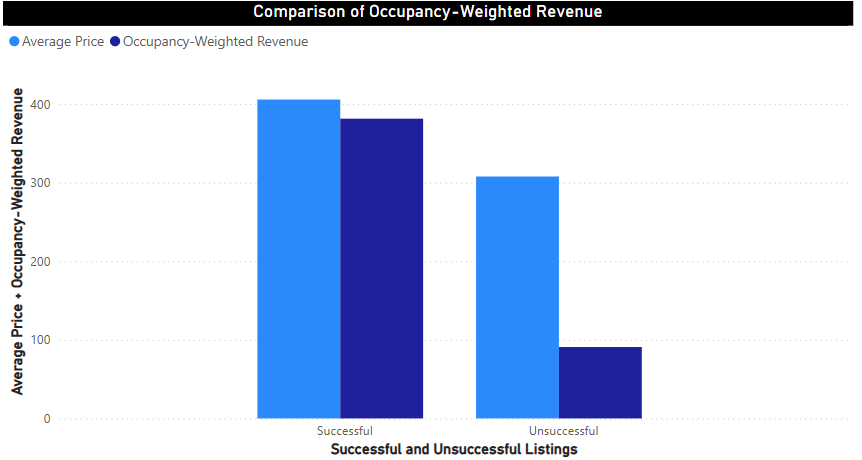 Comparison of Occupancy-Weighted Revenue
Average Price Occupancy-Weighted Revenue
Average Price + Occupancy-Weighted Revenue
400
300
200
100
0
Successful Unsuccessful
Successful and Unsuccessful Listings